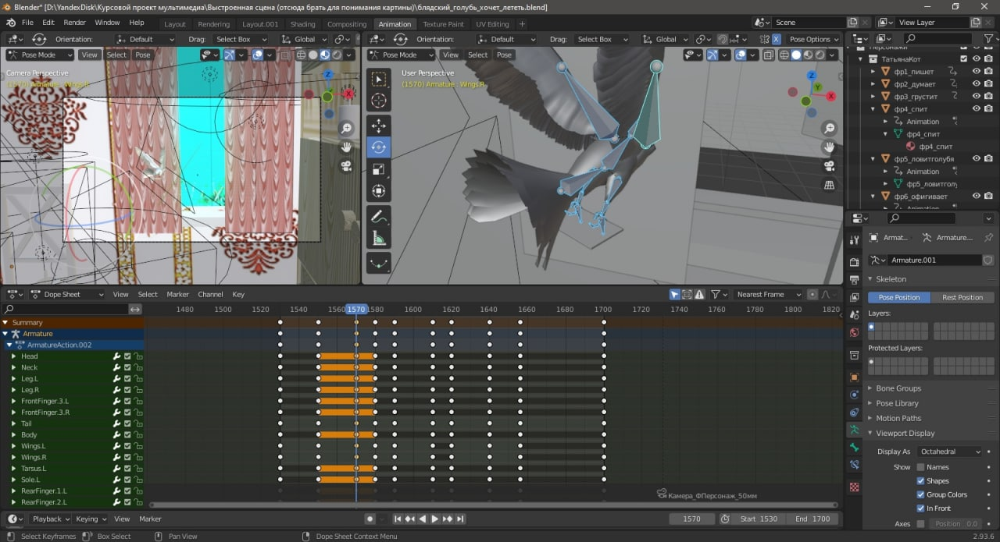 Blender* [D:\YandexDisk\Курсовой проект мультимедиа\Выстроенная сцена (отсюда брать для понимания картины)\блядский_голубь_хочет_лететь.blend]
File Edit Render Window Help Layout Rendering Layout.001 Shading Compositing Animation Texture Paint UV Editing + Scene View Layer
Orientation: Default Drag: Select Box Global Orientation: Default Drag: Select Box Global X Pose Options
Pose Mode View Select Pose Pose Mode View Select Pose
Camera Perspective
(1570) Armature : Wings.R
User Perspective
(1570) Armature : Wings.R
Z
Y
X
Z
Y
X
Персонажи
ТатьянаКот
фр1_пишет
фр2_думает
фр3_грустит
фр4_спит
Animation
фр4_спит
фр4_спит
фр5_ловитголубя
Animation
фр5_ловитголу
фр6_офигивает
Animation
Armat... Armature...
Armature.001
Skeleton
Pose Position Rest Position
Layers:
Protected Layers:
Bone Groups
Pose Library
Motion Paths
Viewport Display
Display As Octahedral
Show Names
Shapes
Group Colors
In Front
Axes Position 0.0
Dope Sheet View Select Marker Channel Key Nearest Frame
1480 1500 1520 1540 1560 1570 1580 1600 1620 1640 1660 1680 1700 1720 1740 1760 1780 1800 1820
Summary
Armature
ArmatureAction.002
Head
Neck
Leg.L
Leg.R
FrontFinger.3.L
FrontFinger.3.R
Tail
Body
Wings.L
Wings.R
Tarsus.L
Sole.L
RearFinger.1.L
RearFinger.2.L
Камера_ФПерсонаж_50мм
Playback Keying View Marker 1570 Start 1530 End 1700
Select Keyframes Box Select Pan View Dope Sheet Context Menu 2.93.6